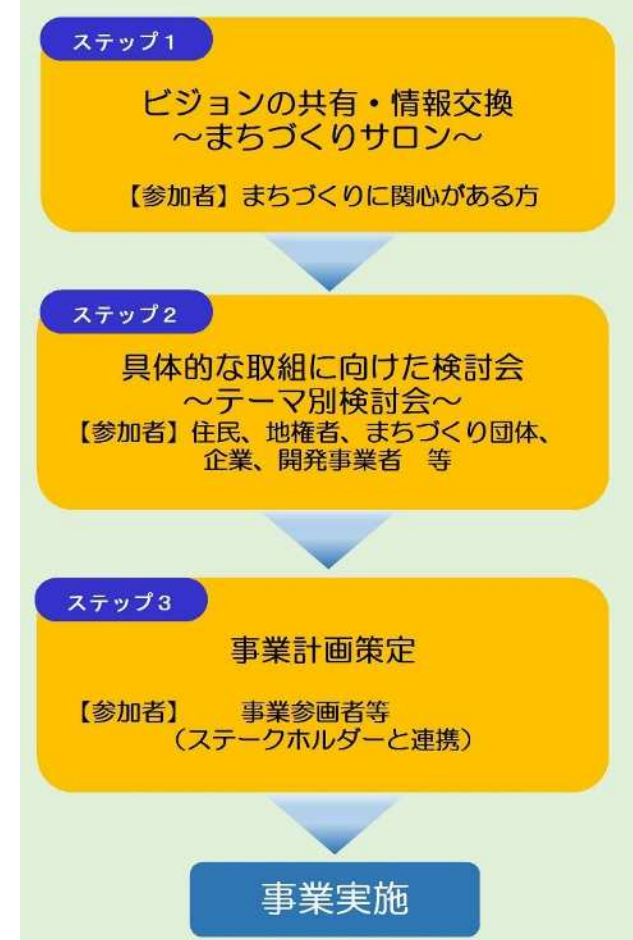 ステップ1
ビジョンの共有・情報交換
～まちづくりサロン～
【参加者】まちづくりに関心がある方
ステップ2
具体的な取組に向けた検討会
～テーマ別検討会～
【参加者】住民、地権者、まちづくり団体、
企業、開発事業者　等
ステップ3
事業計画策定
【参加者】　　事業参画者等
（ステークホルダーと連携）
事業実施